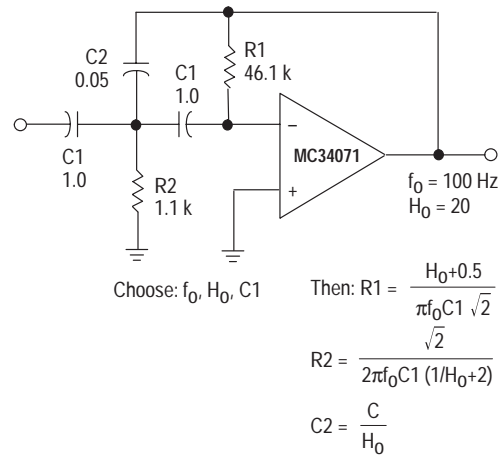 C2
0.05
R1
46.1 k
C1
1.0
C1
1.0
R2
1.1 k
−
MC34071
+
f0 = 100 Hz
H0 = 20
Choose: f0, H0, C1
Then: R1 = H0+0.5 / πf0C1 √2
R2 = √2 / 2πf0C1 (1/H0+2)
C2 = C / H0